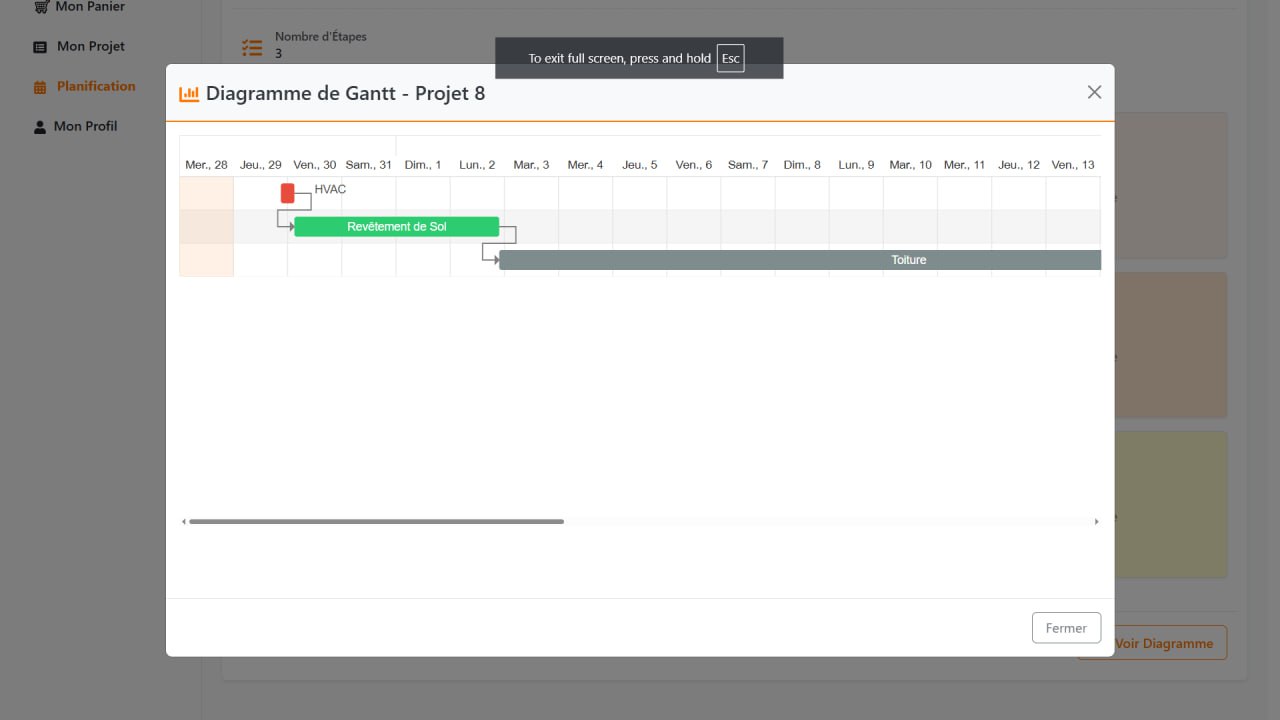 Mon Panier
Mon Projet
Planification
Mon Profil
Nombre d'Étapes
3
To exit full screen, press and hold Esc
Diagramme de Gantt - Projet 8
Mer., 28 Jeu., 29 Ven., 30 Sam., 31 Dim., 1 Lun., 2 Mar., 3 Mer., 4 Jeu., 5 Ven., 6 Sam., 7 Dim., 8 Lun., 9 Mar., 10 Mer., 11 Jeu., 12 Ven., 13
HVAC
Revêtement de Sol
Toiture
Fermer
Voir Diagramme